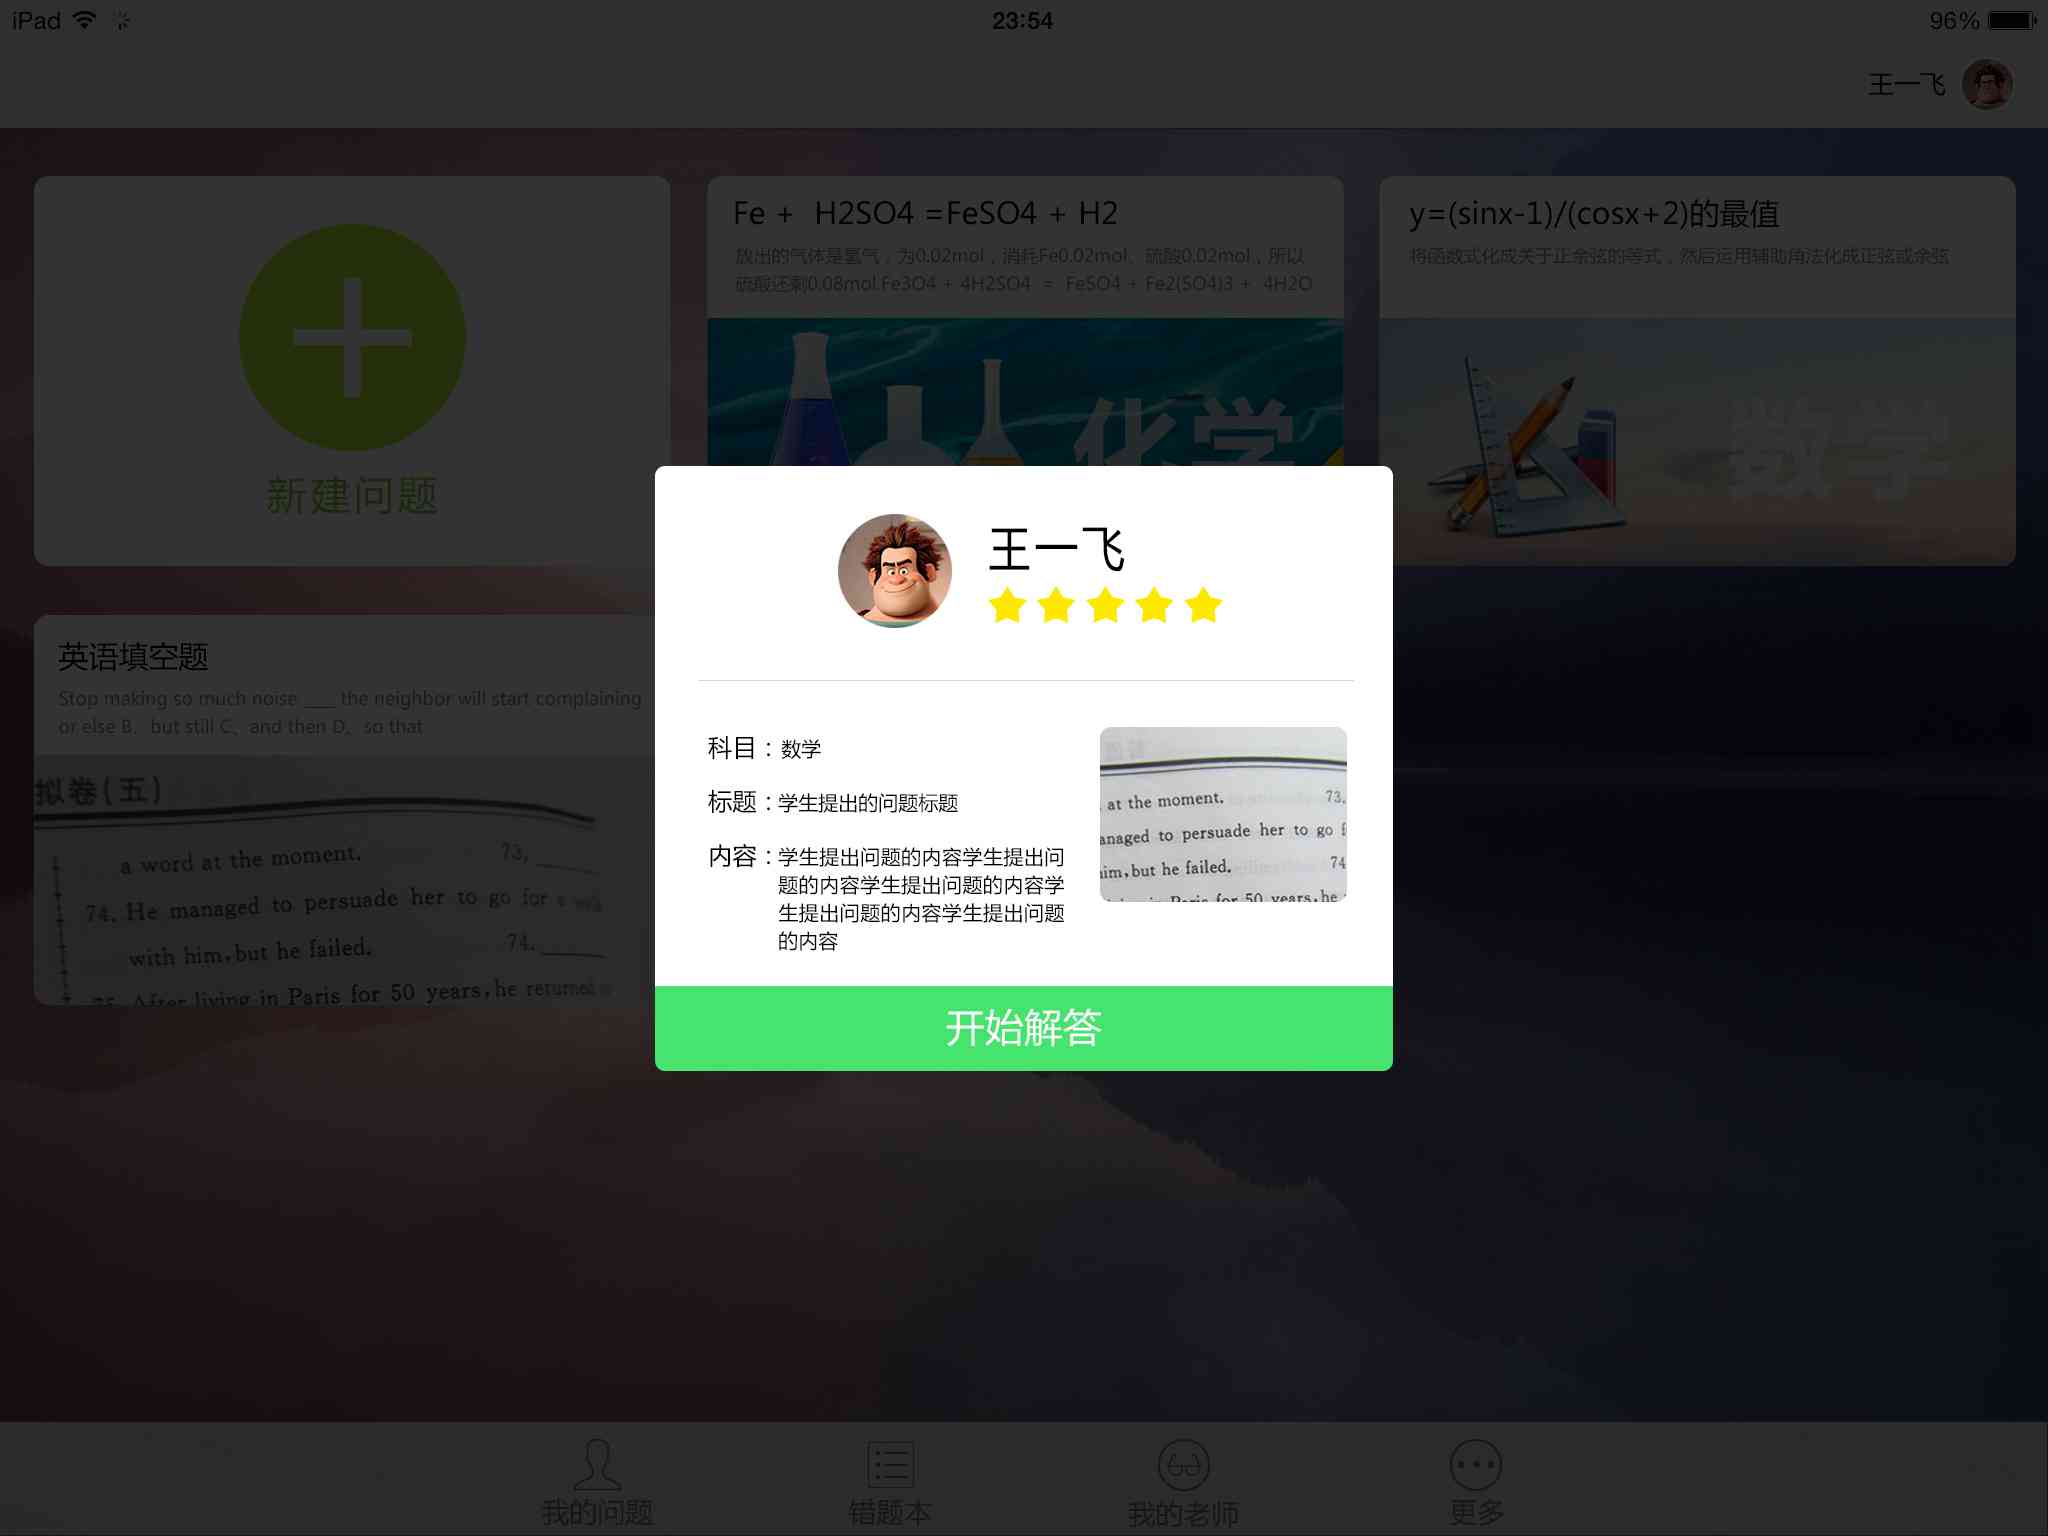 iPad 23:54 96%
王一飞
新建问题
Fe + H2SO4 =FeSO4 + H2
放出的气体是氢气，为0.02mol，消耗Fe0.02mol、硫酸0.02mol，所以
硫酸还剩0.08mol.Fe3O4 + 4H2SO4 = FeSO4 + Fe2(SO4)3 + 4H2O
化学
y=(sinx-1)/(cosx+2)的最值
将函数式化成关于正余弦的等式，然后运用辅助角法化成正弦或余弦
数学
英语填空题
Stop making so much noise ___ the neighbor will start complaining
or else B、but still C、and then D、so that
拟卷(五)
a word at the moment. 73.
74. He managed to persuade her to go for a walk
with him,but he failed. 74.
75. After living in Paris for 50 years,he returned
王一飞
科目：数学
标题：学生提出的问题标题
内容：学生提出问题的内容学生提出问
题的内容学生提出问题的内容学
生提出问题的内容学生提出问题
的内容
at the moment. 73.
anaged to persuade her to go f
him,but he failed. 74
in Paris for 50 years,he
开始解答
我的问题
错题本
我的老师
更多